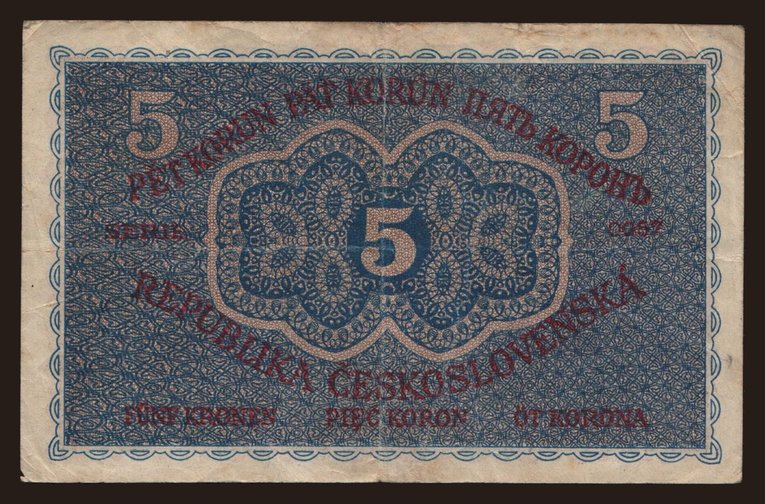 PĚT KORUN PÄŤ KORÚN ПЯТЬ КОРОНЪ
5 5
SERIE 0057
5
REPUBLIKA ČESKOSLOVENSKÁ
FÜNF KRONEN PIĘĆ KORON ÖT KORONA